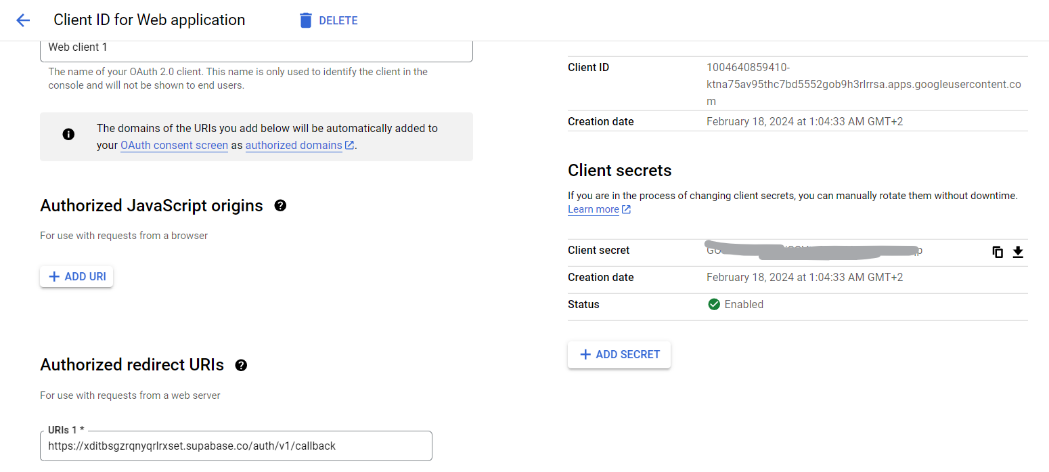 Client ID for Web application
DELETE
Web client 1
The name of your OAuth 2.0 client. This name is only used to identify the client in the
console and will not be shown to end users.
The domains of the URIs you add below will be automatically added to
your OAuth consent screen as authorized domains.
Authorized JavaScript origins
For use with requests from a browser
ADD URI
Authorized redirect URIs
For use with requests from a web server
URIs 1 *
https://xditbsgzrqnyqrlrxset.supabase.co/auth/v1/callback
Client ID
1004640859410-
ktna75av95thc7bd5552gob9h3rlrrsa.apps.googleusercontent.co
m
Creation date
February 18, 2024 at 1:04:33 AM GMT+2
Client secrets
If you are in the process of changing client secrets, you can manually rotate them without downtime.
Learn more
Client secret
Creation date
February 18, 2024 at 1:04:33 AM GMT+2
Status
Enabled
ADD SECRET